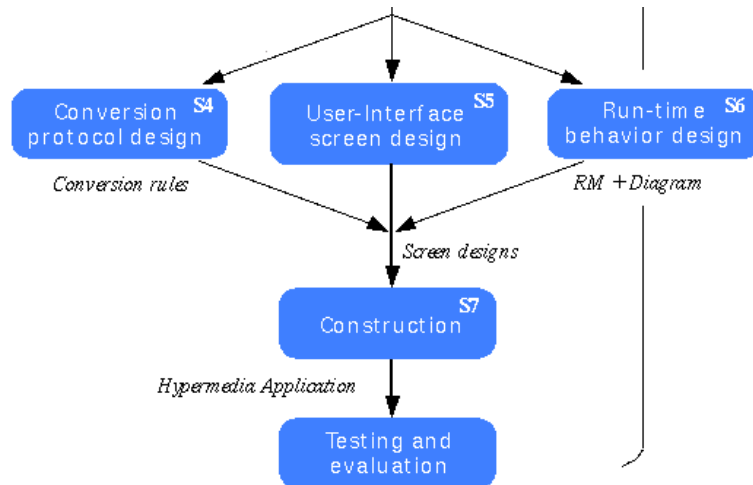 S4
Conversion
protocol design
S5
User-Interface
screen design
S6
Run-time
behavior design
Conversion rules
RM +Diagram
Screen designs
S7
Construction
Hypermedia Application
Testing and
evaluation